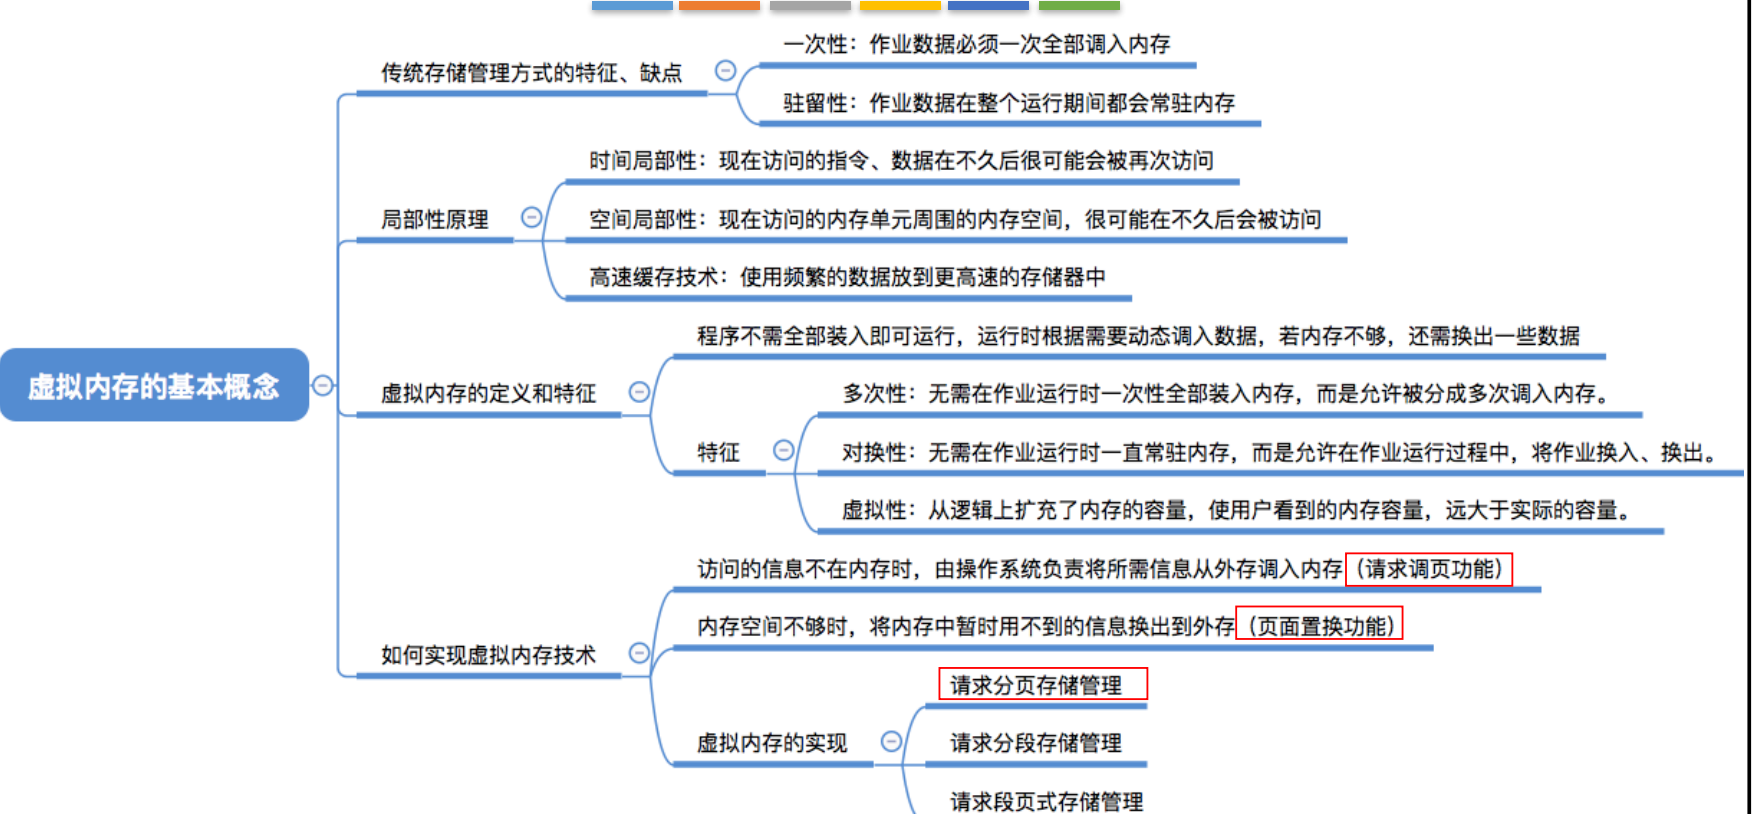 虚拟内存的基本概念
传统存储管理方式的特征、缺点
一次性：作业数据必须一次全部调入内存
驻留性：作业数据在整个运行期间都会常驻内存
局部性原理
时间局部性：现在访问的指令、数据在不久后很可能会被再次访问
空间局部性：现在访问的内存单元周围的内存空间，很可能在不久后会被访问
高速缓存技术：使用频繁的数据放到更高速的存储器中
虚拟内存的定义和特征
程序不需全部装入即可运行，运行时根据需要动态调入数据，若内存不够，还需换出一些数据
特征
多次性：无需在作业运行时一次性全部装入内存，而是允许被分成多次调入内存。
对换性：无需在作业运行时一直常驻内存，而是允许在作业运行过程中，将作业换入、换出。
虚拟性：从逻辑上扩充了内存的容量，使用户看到的内存容量，远大于实际的容量。
如何实现虚拟内存技术
访问的信息不在内存时，由操作系统负责将所需信息从外存调入内存（请求调页功能）
内存空间不够时，将内存中暂时用不到的信息换出到外存（页面置换功能）
虚拟内存的实现
请求分页存储管理
请求分段存储管理
请求段页式存储管理